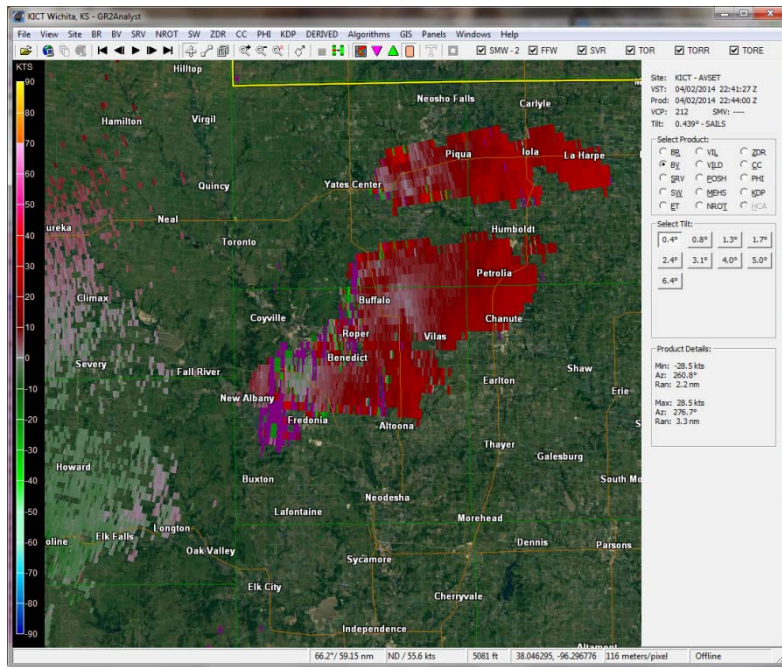 KICT Wichita, KS - GR2Analyst
File View Site BR BV SRV NROT SW ZDR CC PHI KDP DERIVED Algorithms GIS Panels Windows Help
SMW - 2 FFW SVR TOR TORR TORE
KTS
90
80
70
60
50
40
30
20
10
0
-10
-20
-30
-40
-50
-60
-70
-80
-90
Hilltop
Neosho Falls
Carlyle
Hamilton
Virgil
Piqua
Iola
La Harpe
Quincy
Yates Center
ureka
Neal
Toronto
Humboldt
Petrolia
Climax
Buffalo
Coyville
Chanute
Roper
Vilas
Benedict
Severy
Fall River
Shaw
Earlton
Erie
New Albany
Fredonia
Altoona
Thayer
Galesburg
Howard
Buxton
South Mo
Neodesha
Lafontaine
Morehead
Longton
Elk Falls
oline
Oak Valley
Dennis
Parsons
Sycamore
Elk City
Cherryvale
Independence
Altamont
Site: KICT - AVSET
VST: 04/02/2014 22:41:27 Z
Prod: 04/02/2014 22:44:00 Z
VCP: 212 SMV: ----
Tilt: 0.439° - SAILS
Select Product:
BR VIL ZDR
BV VILD CC
SRV POSH PHI
SW MEHS KDP
ET NROT HCA
Select Tilt:
0.4° 0.8° 1.3° 1.7°
2.4° 3.1° 4.0° 5.0°
6.4°
Product Details:
Min: -28.5 kts
Az: 260.8°
Ran: 2.2 nm
Max: 28.5 kts
Az: 276.7°
Ran: 3.3 nm
66.2°/ 59.15 nm ND / 55.6 kts 5081 ft 38.046295, -96.296776 116 meters/pixel Offline